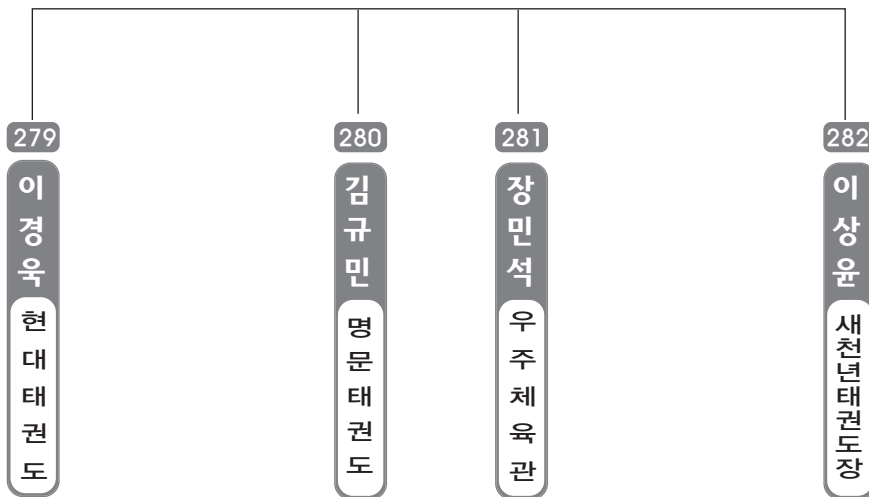 279
이경욱
현대태권도
280
김규민
명문태권도
281
장민석
우주체육관
282
이상윤
새천년태권도장